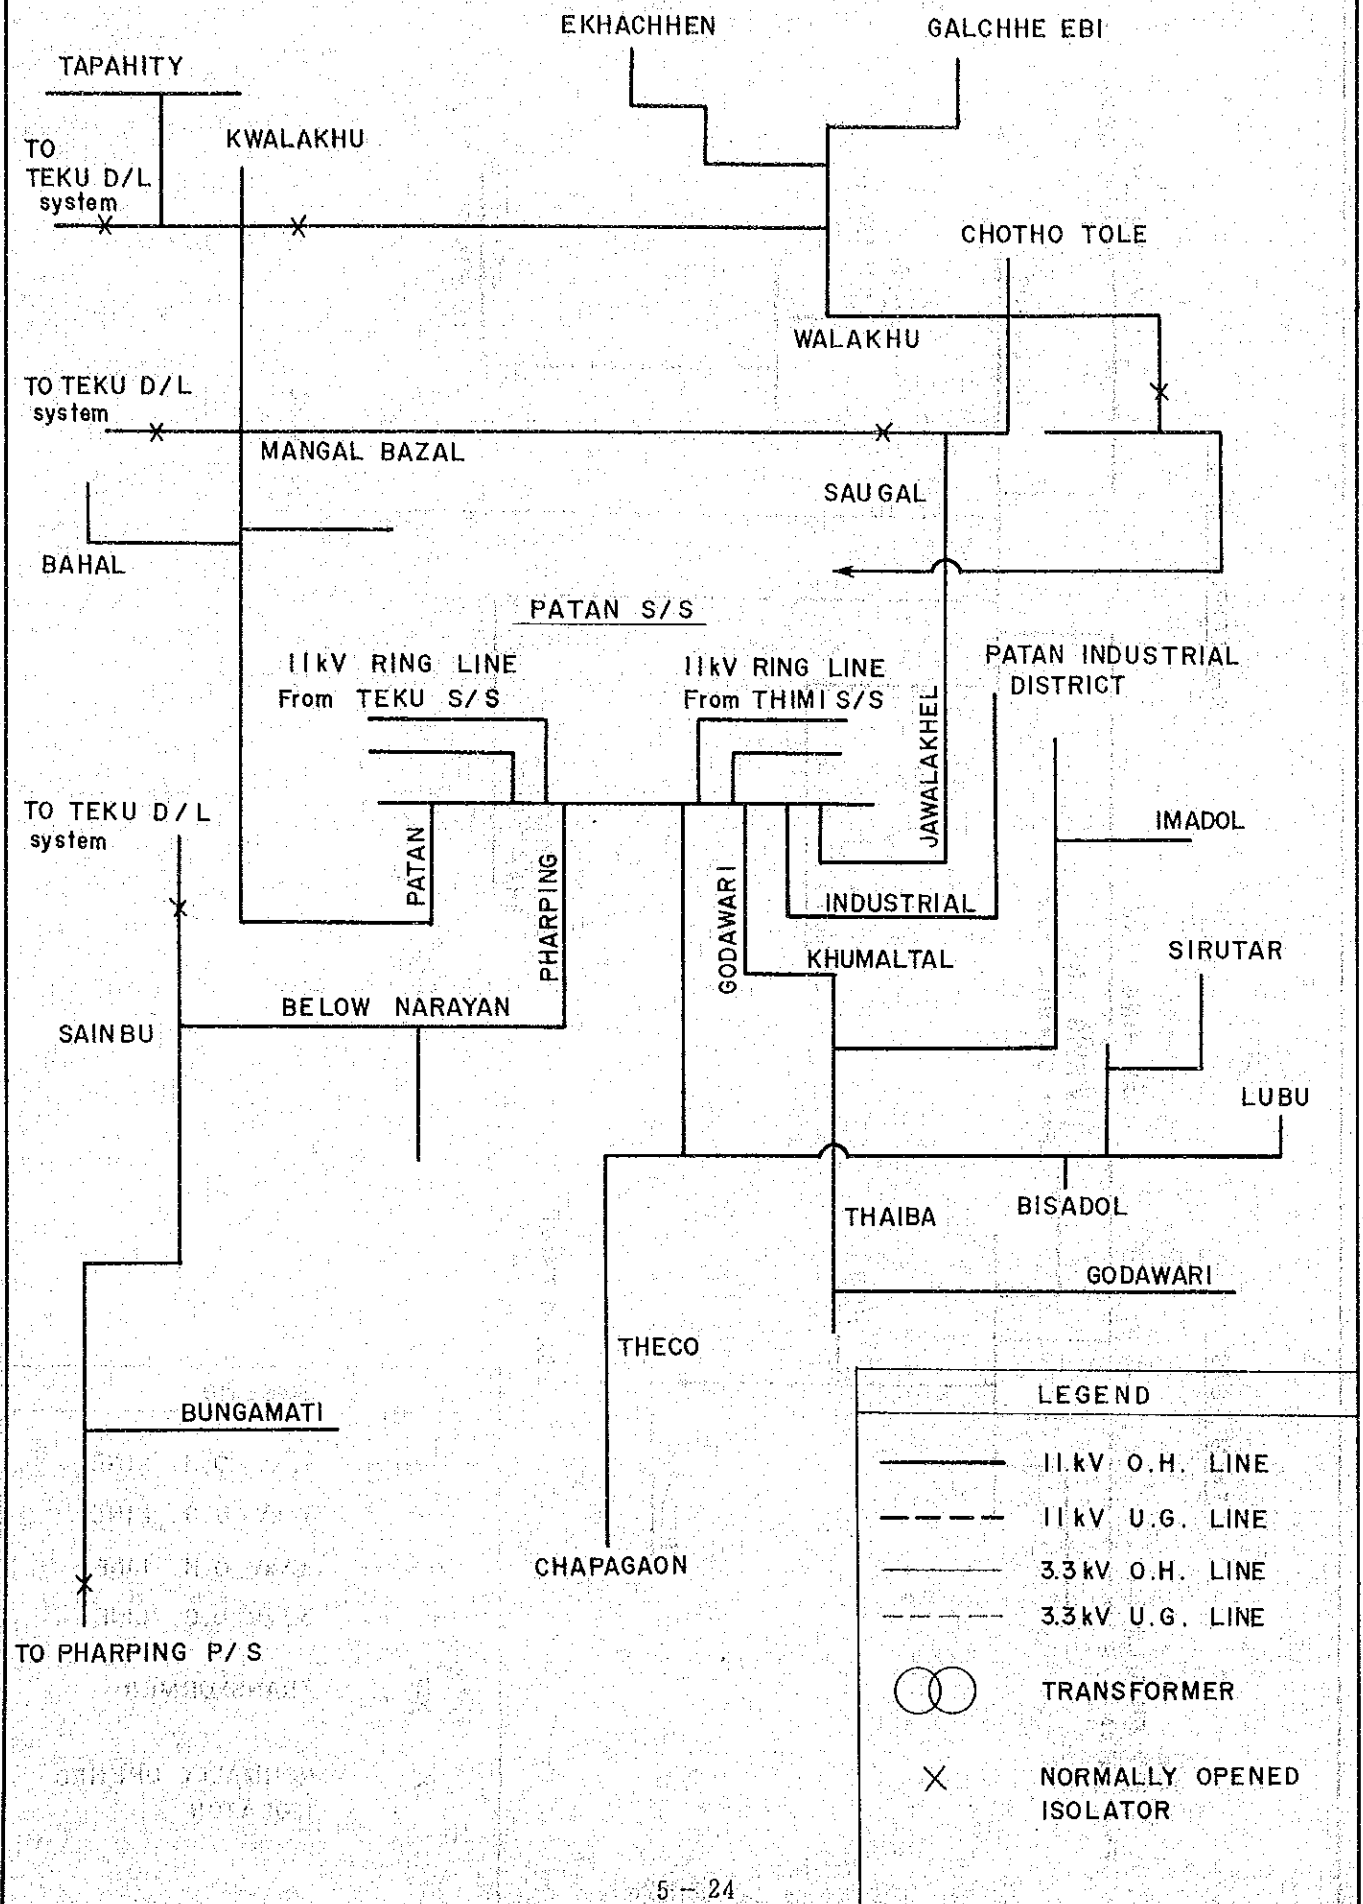 EKHACHHEN
GALCHHE EBI
TAPAHITY
KWALAKHU
TO
TEKU D/L
system
CHOTHO TOLE
WALAKHU
TO TEKU D/L
system
MANGAL BAZAL
SAUGAL
BAHAL
PATAN S/S
11kV RING LINE
From TEKU S/S
11kV RING LINE
From THIMI S/S
PATAN INDUSTRIAL
DISTRICT
JAWALAKHEL
TO TEKU D/L
system
IMADOL
PATAN
PHARPING
GODAWARI
INDUSTRIAL
KHUMALTAL
SIRUTAR
BELOW NARAYAN
SAINBU
LUBU
BISADOL
THAIBA
GODAWARI
THECO
BUNGAMATI
CHAPAGAON
TO PHARPING P/S
LEGEND
11kV O.H. LINE
11kV U.G. LINE
3.3kV O.H. LINE
3.3kV U.G. LINE
TRANSFORMER
NORMALLY OPENED
ISOLATOR
5 - 24